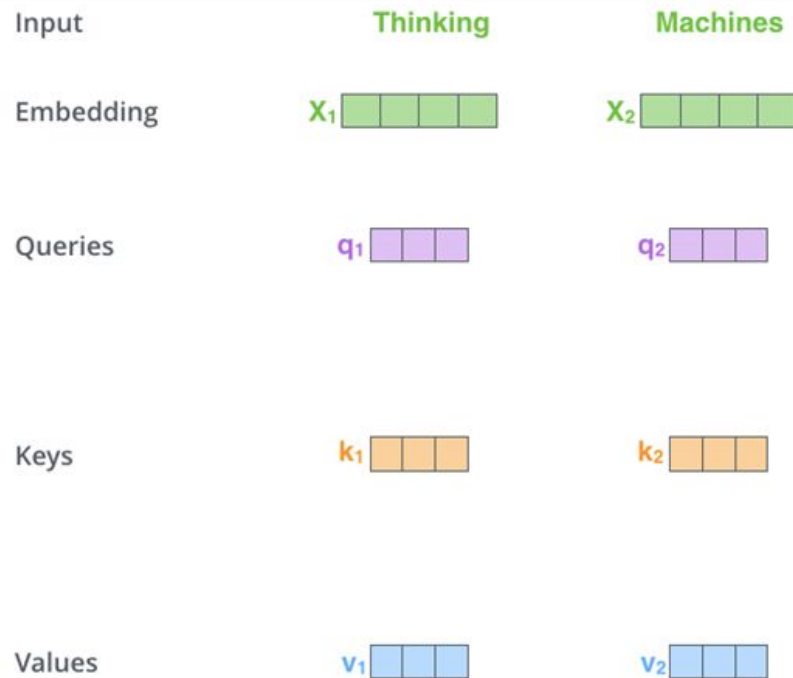 Input Thinking Machines
Embedding X1 X2
Queries q1 q2
Keys k1 k2
Values v1 v2